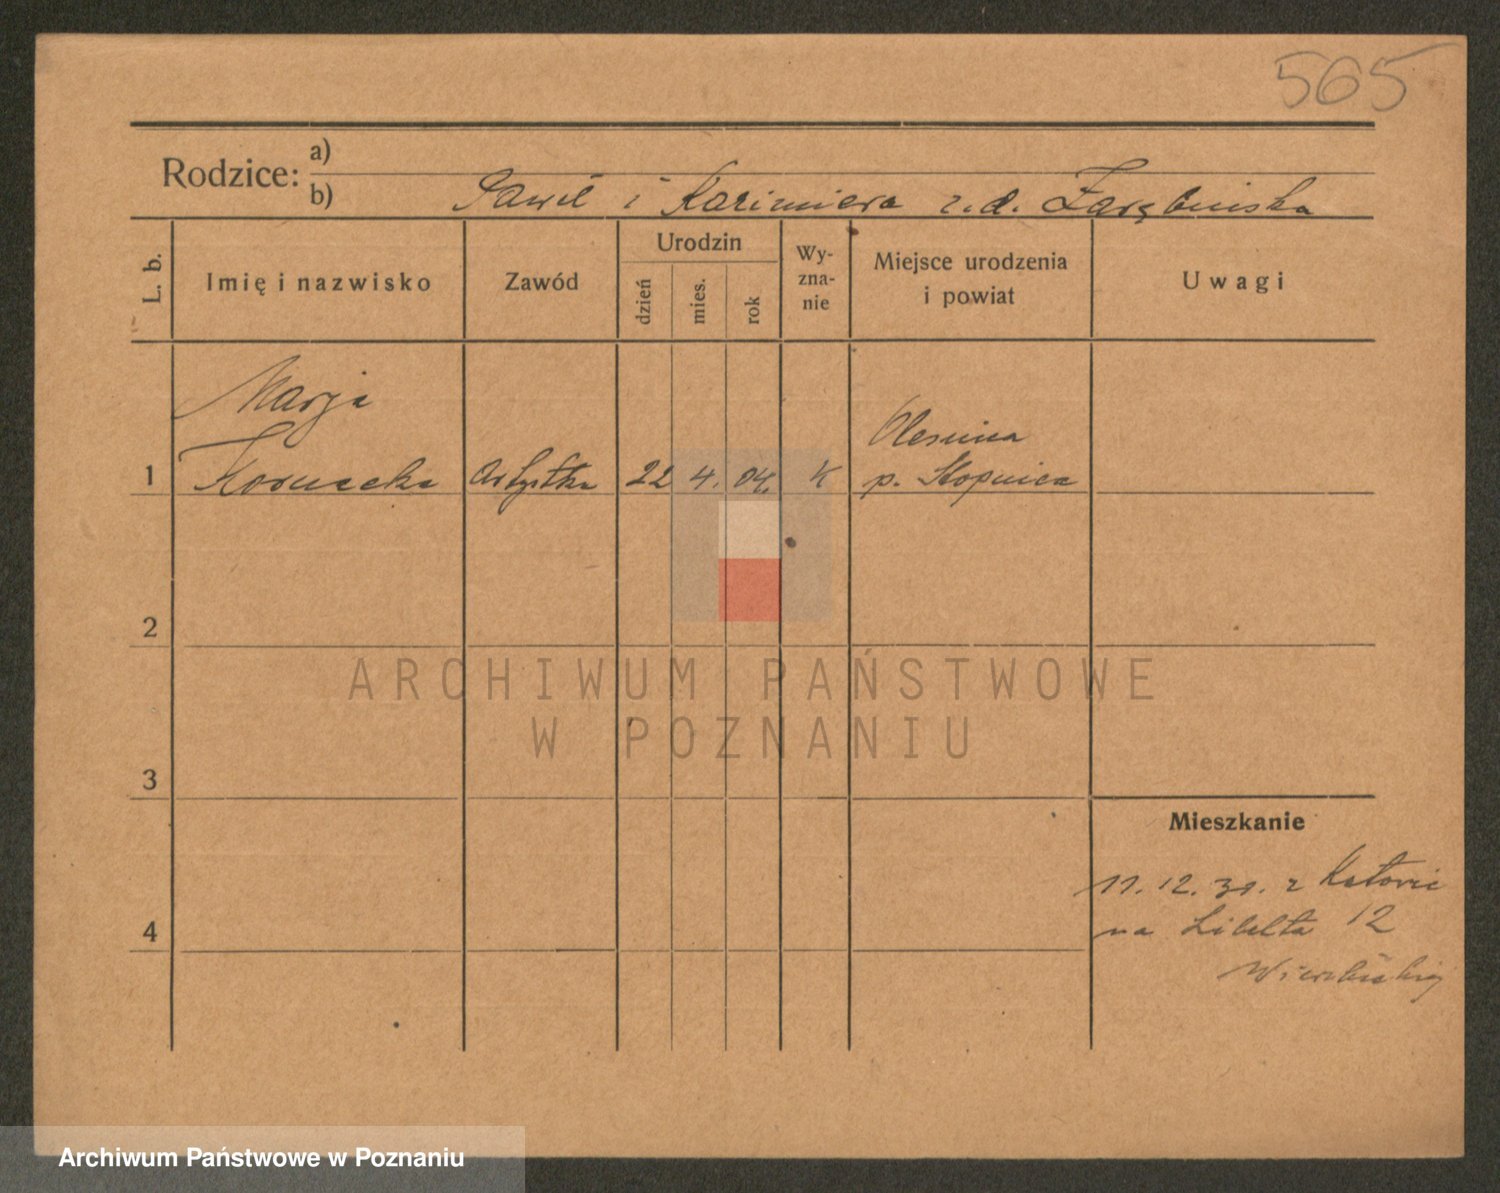 565
Rodzice: a)
b) Paweł i Kazimiera z.d. Zarębińska
L. b.
Imię i nazwisko
Zawód
Urodzin
dzień
mies.
rok
Wy-
zna-
nie
Miejsce urodzenia
i powiat
Uwagi
Marja
Olesnica
1 artystka 22 4. 04. K p. Stopnica
2
ARCHIWUM PAŃSTWOWE
W POZNANIU
3
Mieszkanie
11. 12. 30. z Katowic
4 na Libelta 12
Archiwum Państwowe w Poznaniu